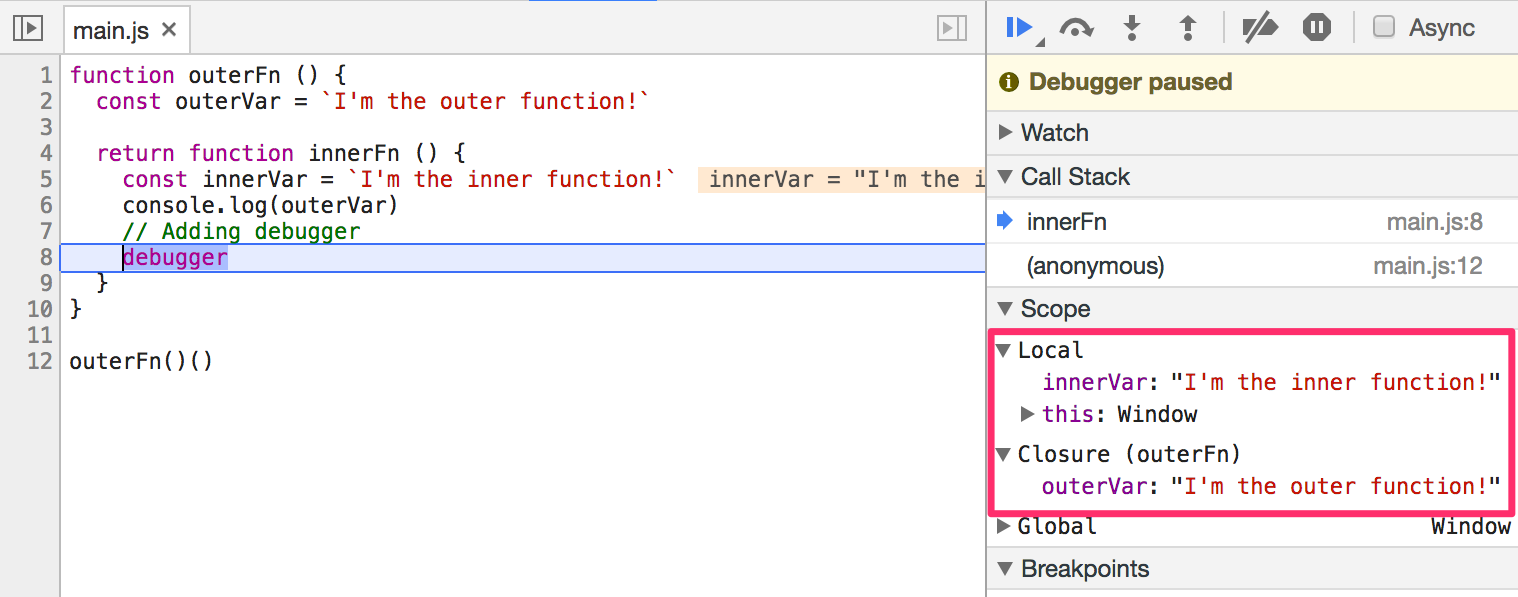 main.js ×
Async
1 function outerFn () {
2 const outerVar = `I'm the outer function!`
3
4 return function innerFn () {
5 const innerVar = `I'm the inner function!` innerVar = "I'm the i
6 console.log(outerVar)
7 // Adding debugger
8 debugger
9 }
10 }
11
12 outerFn()()
Debugger paused
Watch
Call Stack
innerFn main.js:8
(anonymous) main.js:12
Scope
Local
innerVar: "I'm the inner function!"
this: Window
Closure (outerFn)
outerVar: "I'm the outer function!"
Global Window
Breakpoints